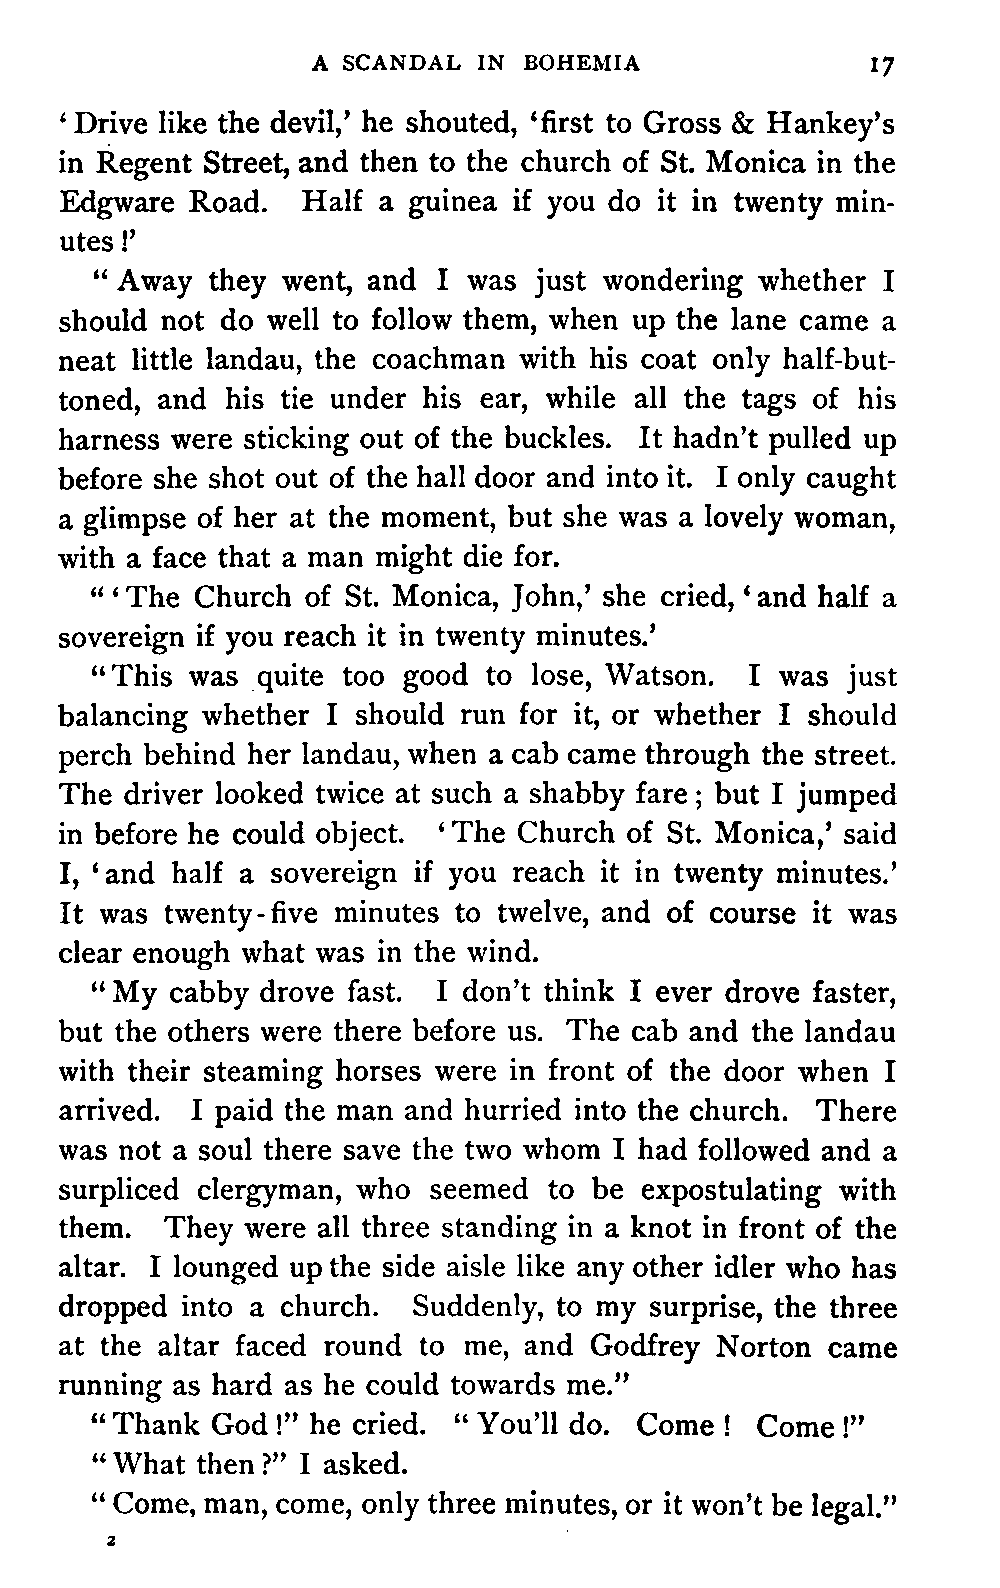 A SCANDAL IN BOHEMIA 17
‘Drive like the devil,’ he shouted, ‘first to Gross & Hankey’s
in Regent Street, and then to the church of St. Monica in the
Edgware Road. Half a guinea if you do it in twenty min-
utes!’
“Away they went, and I was just wondering whether I
should not do well to follow them, when up the lane came a
neat little landau, the coachman with his coat only half-but-
toned, and his tie under his ear, while all the tags of his
harness were sticking out of the buckles. It hadn’t pulled up
before she shot out of the hall door and into it. I only caught
a glimpse of her at the moment, but she was a lovely woman,
with a face that a man might die for.
“‘The Church of St. Monica, John,’ she cried, ‘and half a
sovereign if you reach it in twenty minutes.’
“This was quite too good to lose, Watson. I was just
balancing whether I should run for it, or whether I should
perch behind her landau, when a cab came through the street.
The driver looked twice at such a shabby fare; but I jumped
in before he could object. ‘The Church of St. Monica,’ said
I, ‘and half a sovereign if you reach it in twenty minutes.’
It was twenty-five minutes to twelve, and of course it was
clear enough what was in the wind.
“My cabby drove fast. I don’t think I ever drove faster,
but the others were there before us. The cab and the landau
with their steaming horses were in front of the door when I
arrived. I paid the man and hurried into the church. There
was not a soul there save the two whom I had followed and a
surpliced clergyman, who seemed to be expostulating with
them. They were all three standing in a knot in front of the
altar. I lounged up the side aisle like any other idler who has
dropped into a church. Suddenly, to my surprise, the three
at the altar faced round to me, and Godfrey Norton came
running as hard as he could towards me.”
“Thank God!” he cried. “You’ll do. Come! Come!”
“What then?” I asked.
“Come, man, come, only three minutes, or it won’t be legal.”
2